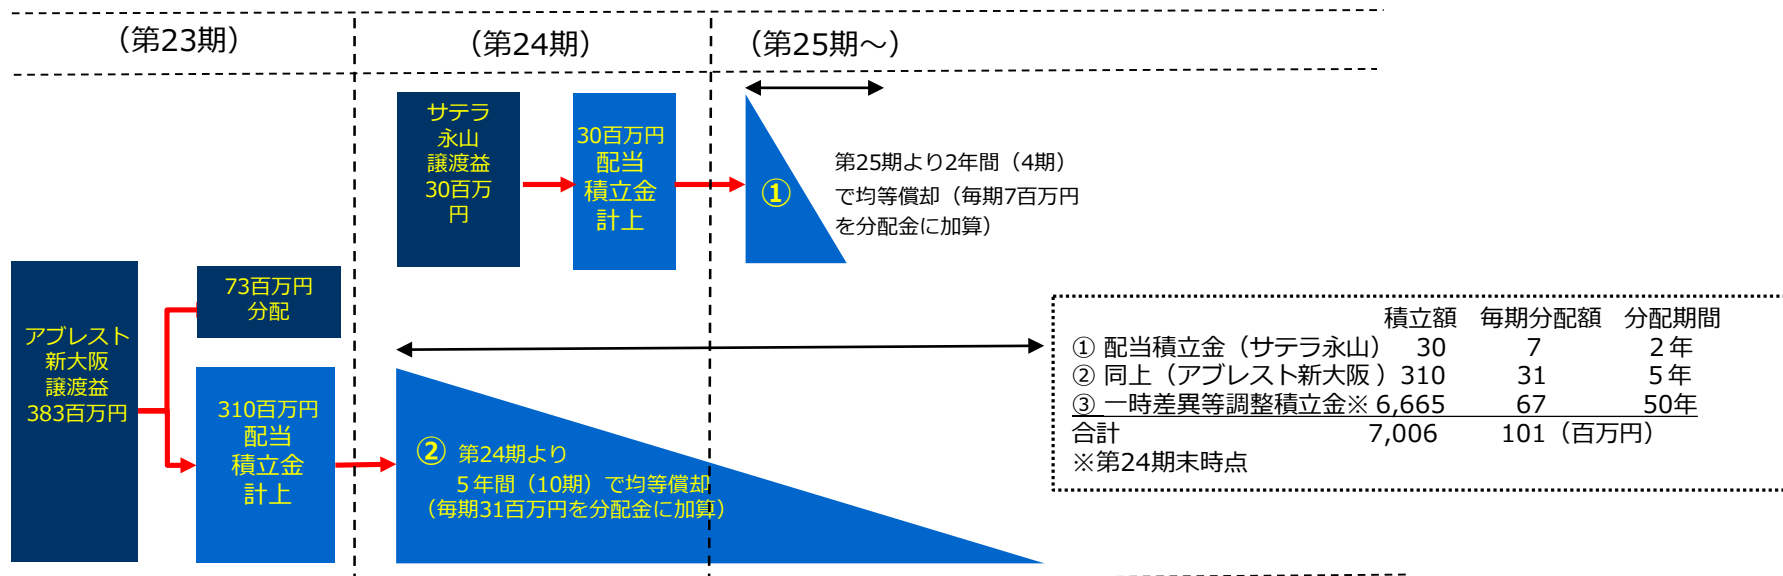 （第23期）
（第24期）
（第25期～）
サテラ
永山
譲渡益
30百万
円
30百万円
配当
積立金
計上
①
第25期より2年間（4期）
で均等償却（毎期7百万円
を分配金に加算）
アブレスト
新大阪
譲渡益
383百万円
73百万円
分配
310百万円
配当
積立金
計上
② 第24期より
５年間（10期）で均等償却
（毎期31百万円を分配金に加算）
積立額 毎期分配額 分配期間
① 配当積立金（サテラ永山） 30 7 ２年
② 同上（アブレスト新大阪 ）310 31 ５年
③ 一時差異等調整積立金※ 6,665 67 50年
合計 7,006 101（百万円）
※第24期末時点